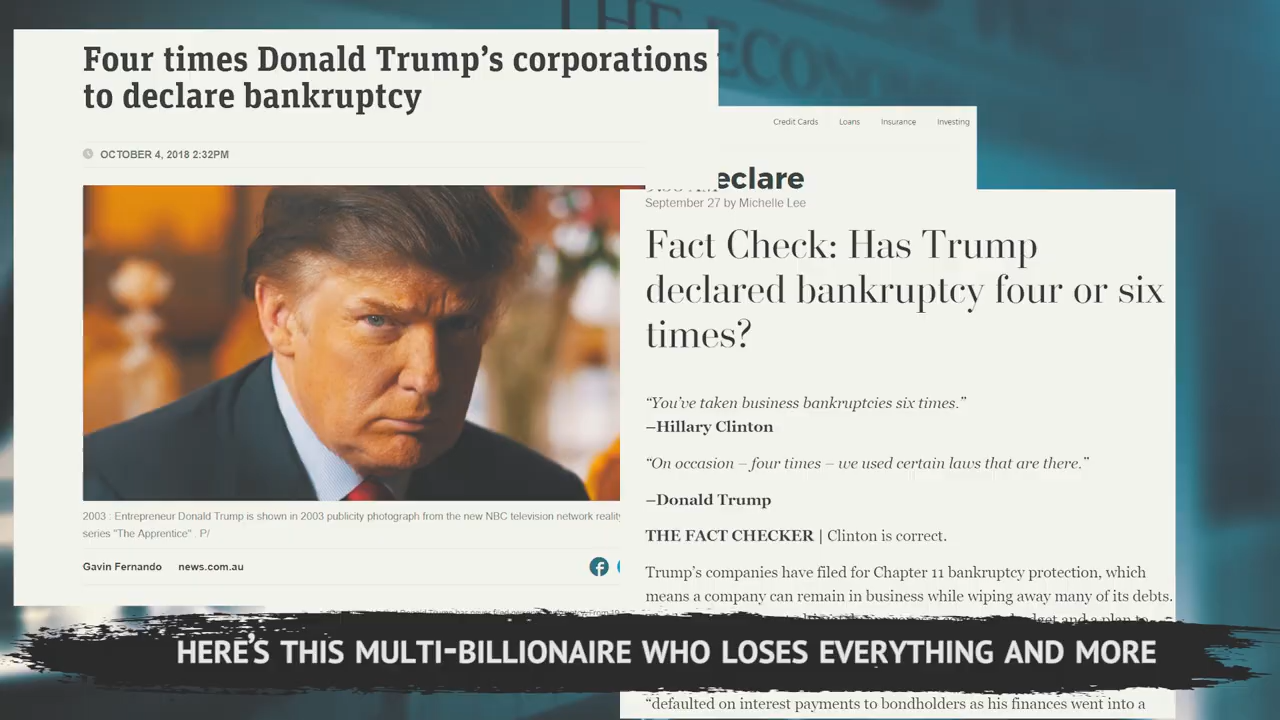 THE ECONOM
Four times Donald Trump's corporations
to declare bankruptcy
OCTOBER 4, 2018 2:32PM
2003 : Entrepreneur Donald Trump is shown in 2003 publicity photograph from the new NBC television network reality
series "The Apprentice" . P/
Gavin Fernando news.com.au
Credit Cards Loans Insurance Investing
eclare
September 27 by Michelle Lee
Fact Check: Has Trump
declared bankruptcy four or six
times?
“You’ve taken business bankruptcies six times.”
–Hillary Clinton
“On occasion – four times – we used certain laws that are there.”
–Donald Trump
THE FACT CHECKER | Clinton is correct.
Trump’s companies have filed for Chapter 11 bankruptcy protection, which
means a company can remain in business while wiping away many of its debts.
HERE'S THIS MULTI-BILLIONAIRE WHO LOSES EVERYTHING AND MORE
“defaulted on interest payments to bondholders as his finances went into a